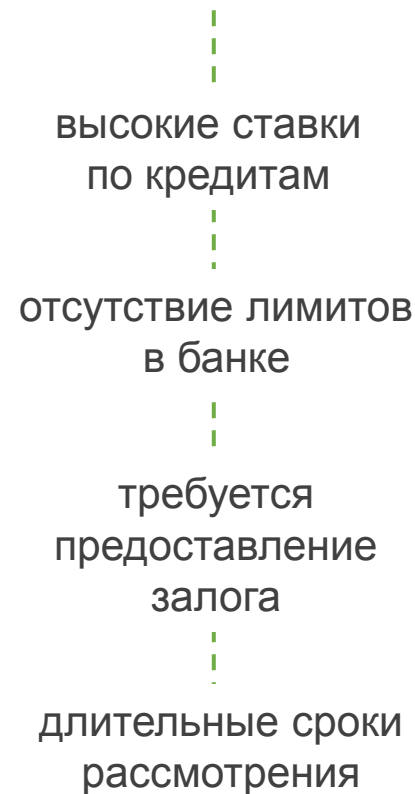 высокие ставки
по кредитам
отсутствие лимитов
в банке
требуется
предоставление
залога
длительные сроки
рассмотрения